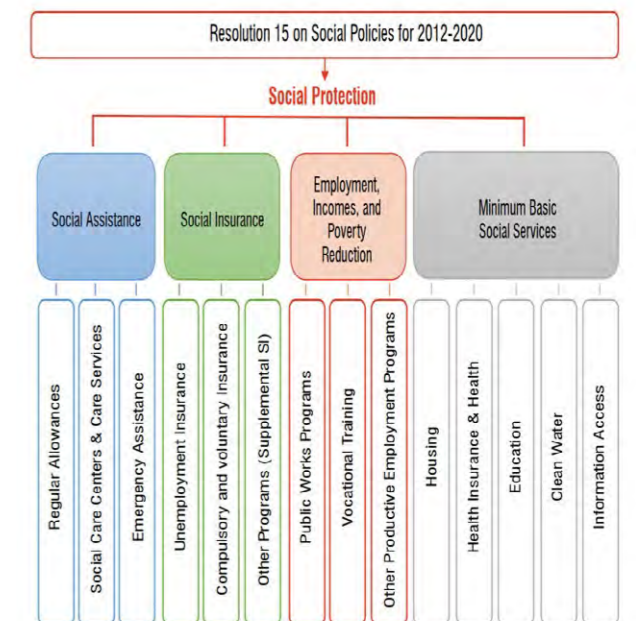 Resolution 15 on Social Policies for 2012-2020
Social Protection
Social Assistance
Social Insurance
Employment,
Incomes, and
Poverty
Reduction
Minimum Basic
Social Services
Regular Allowances
Social Care Centers & Care Services
Emergency Assistance
Unemployment Insurance
Compulsory and voluntary Insurance
Other Programs (Supplemental SI)
Public Works Programs
Vocational Training
Other Productive Employment Programs
Housing
Health Insurance & Health
Education
Clean Water
Information Access